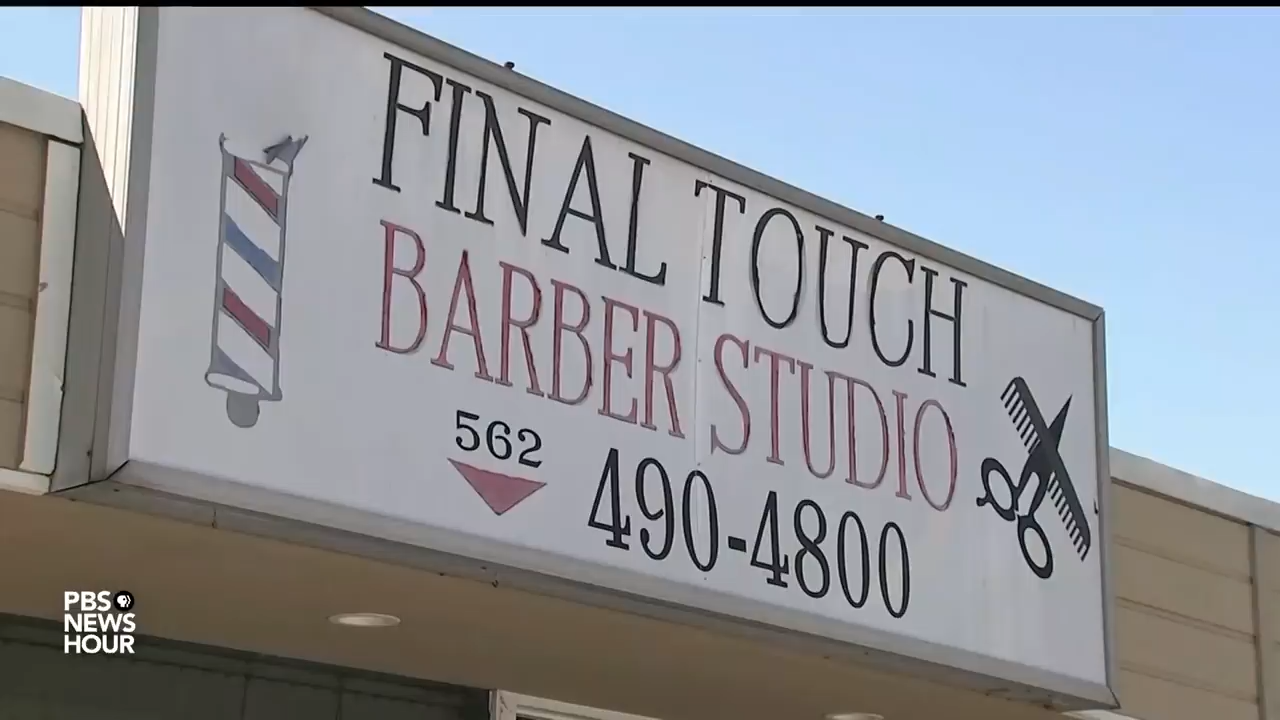 FINAL TOUCH
BARBER STUDIO
562
490-4800
PBS
NEWS
HOUR